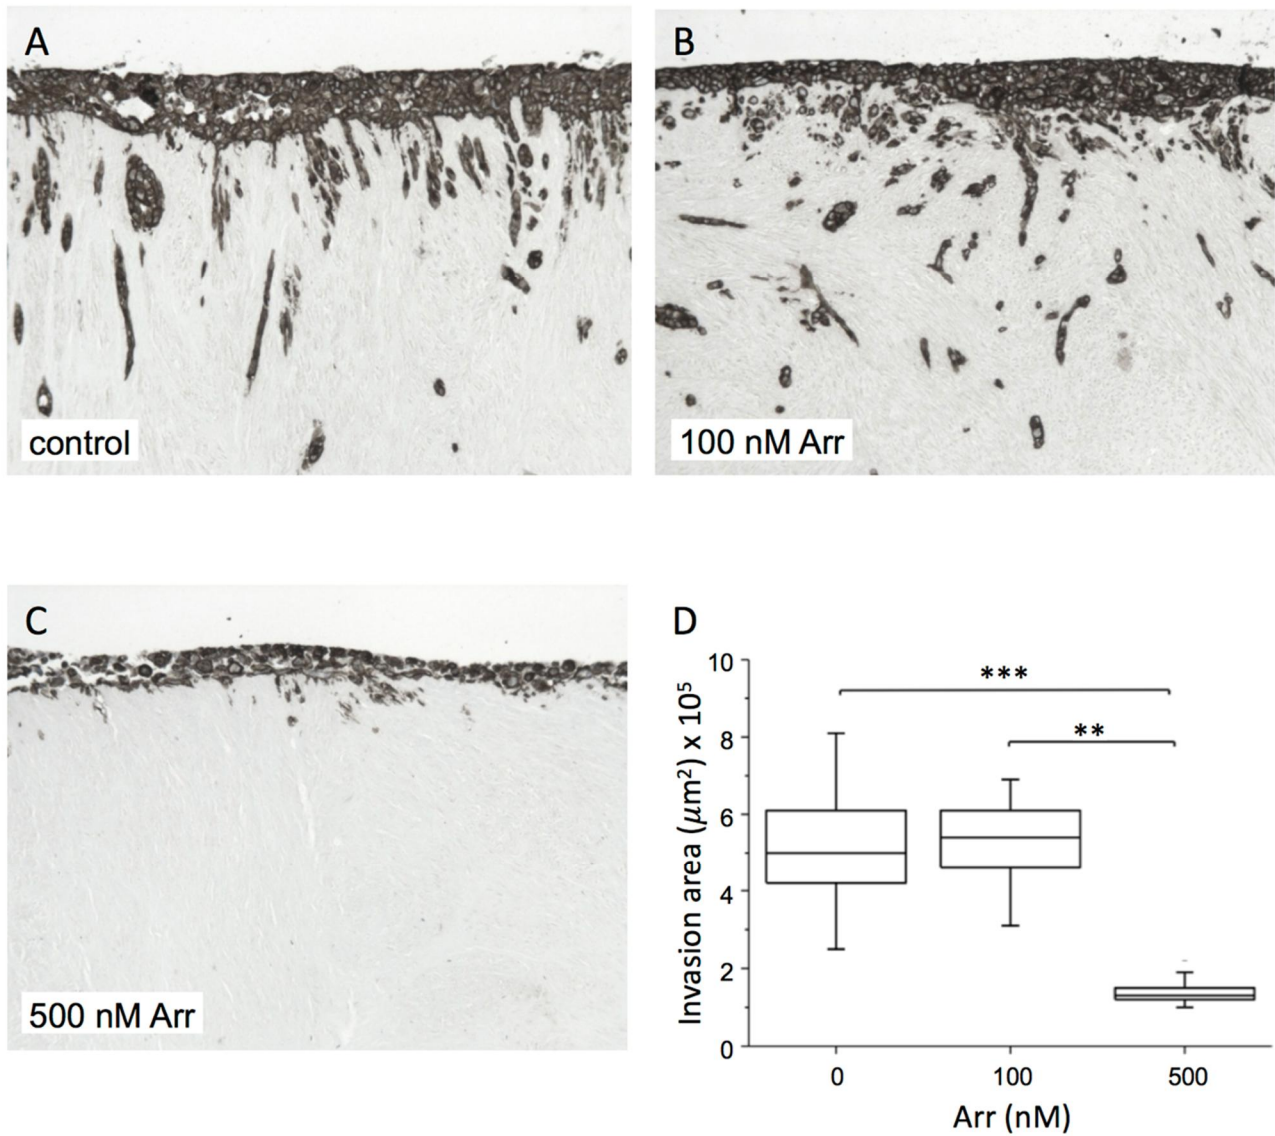 A
B
control
100 nM Arr
C
D
500 nM Arr
Invasion area (µm²) x 10⁵
10
8
6
4
2
0
***
**
0 100 500
Arr (nM)